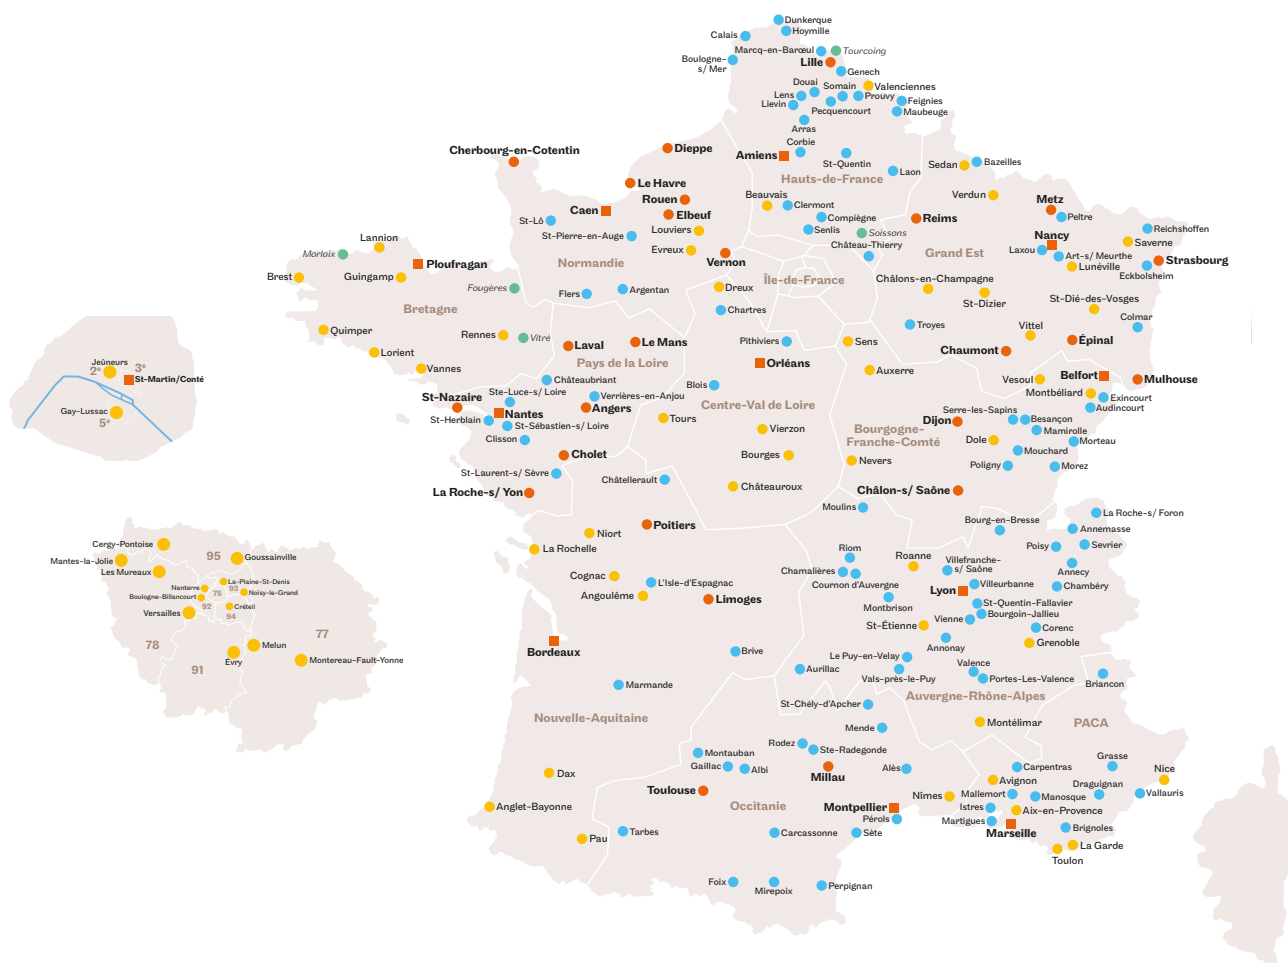 Dunkerque
Hoymille
Calais
Marcq-en-Barœul
Tourcoing
Boulogne-
s/ Mer
Lille
Genech
Douai
Somain
Valenciennes
Lens
Prouvy
Feignies
Lievin
Pecquencourt
Maubeuge
Arras
Corbie
Amiens
St-Quentin
Laon
Hauts-de-France
Beauvais
Clermont
Compiègne
Senlis
Soissons
Château-Thierry
Cherbourg-en-Cotentin
Dieppe
Le Havre
Rouen
Caen
Elbeuf
St-Lô
Louviers
St-Pierre-en-Auge
Evreux
Vernon
Normandie
Flers
Argentan
Sedan
Bazeilles
Verdun
Metz
Peltre
Reims
Nancy
Reichshoffen
Saverne
Laxou
Art-s/ Meurthe
Lunéville
Strasbourg
Eckbolsheim
Grand Est
Châlons-en-Champagne
St-Dizier
St-Dié-des-Vosges
Colmar
Troyes
Vittel
Épinal
Chaumont
Mulhouse
Île-de-France
Lannion
Morlaix
Ploufragan
Brest
Guingamp
Fougères
Bretagne
Quimper
Rennes
Vitré
Lorient
Vannes
Laval
Le Mans
Pays de la Loire
Châteaubriant
Ste-Luce-s/ Loire
Verrières-en-Anjou
St-Nazaire
Nantes
Angers
St-Herblain
St-Sébastien-s/ Loire
Clisson
Cholet
St-Laurent-s/ Sèvre
La Roche-s/ Yon
Dreux
Chartres
Pithiviers
Orléans
Blois
Centre-Val de Loire
Tours
Vierzon
Bourges
Châteauroux
Sens
Auxerre
Belfort
Vesoul
Montbéliard
Exincourt
Audincourt
Serre-les-Sapins
Besançon
Dijon
Mamirolle
Bourgogne-
Franche-Comté
Dole
Morteau
Mouchard
Nevers
Poligny
Morez
Châlon-s/ Saône
Châtellerault
Poitiers
Niort
La Rochelle
Cognac
L'Isle-d'Espagnac
Angoulême
Limoges
Bordeaux
Brive
Marmande
Nouvelle-Aquitaine
Dax
Anglet-Bayonne
Pau
Moulins
Bourg-en-Bresse
La Roche-s/ Foron
Annemasse
Poisy
Sevrier
Riom
Roanne
Villefranche-
s/ Saône
Annecy
Chamalières
Cournon d'Auvergne
Villeurbanne
Chambéry
Lyon
Montbrison
St-Quentin-Fallavier
Bourgoin-Jallieu
Vienne
St-Étienne
Corenc
Annonay
Grenoble
Le Puy-en-Velay
Valence
Aurillac
Vals-près-le-Puy
Portes-Les-Valence
Auvergne-Rhône-Alpes
Montélimar
Briancon
PACA
St-Chély-d'Apcher
Mende
Rodez
Ste-Radegonde
Montauban
Gaillac
Albi
Millau
Alès
Toulouse
Occitanie
Montpellier
Nîmes
Pérols
Tarbes
Carcassonne
Sète
Foix
Mirepoix
Perpignan
Carpentras
Grasse
Avignon
Nice
Mallemort
Manosque
Draguignan
Vallauris
Istres
Aix-en-Provence
Martigues
Marseille
Brignoles
La Garde
Toulon
Jeûneurs
2e
3e
St-Martin/Conté
Gay-Lussac
5e
Cergy-Pontoise
95
Goussainville
Mantes-la-Jolie
Les Mureaux
La-Plaine-St-Denis
Nanterre
93
Noisy-le-Grand
75
Boulogne-Billancourt
92
Créteil
Versailles
94
77
78
Melun
Évry
Montereau-Fault-Yonne
91